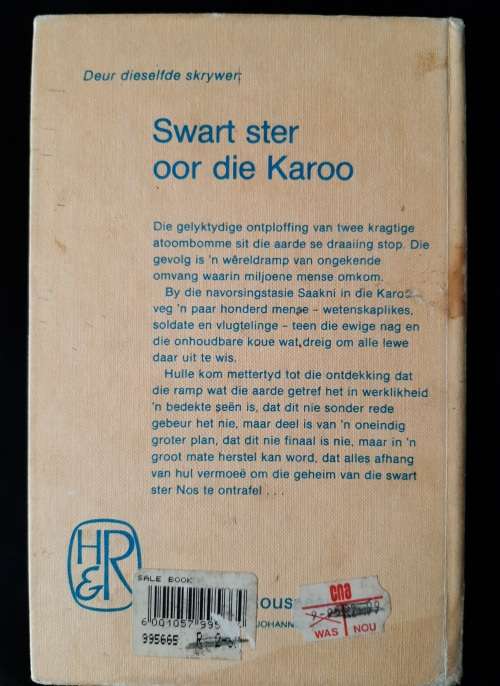 Deur dieselfde skrywer:
Swart ster
oor die Karoo
Die gelyktydige ontploffing van twee kragtige
atoombomme sit die aarde se draaiing stop. Die
gevolg is 'n wêreldramp van ongekende
omvang waarin miljoene mense omkom.
By die navorsingstasie Saakni in die Karoo
veg 'n paar honderd mense – wetenskaplikes,
soldate en vlugtelinge – teen die ewige nag en
die onhoudbare koue wat dreig om alle lewe
daar uit te wis.
Hulle kom mettertyd tot die ontdekking dat
die ramp wat die aarde getref het in werklikheid
'n bedekte seën is, dat dit nie sonder rede
gebeur het nie, maar deel is van 'n oneindig
groter plan, dat dit nie finaal is nie, maar in 'n
groot mate herstel kan word, dat alles afhang
van hul vermoeë om die geheim van die swart
ster Nos te ontrafel . . .
H&R
SALE BOOK
6001057995
995665
ous
JOHANN
cna
WAS NOU